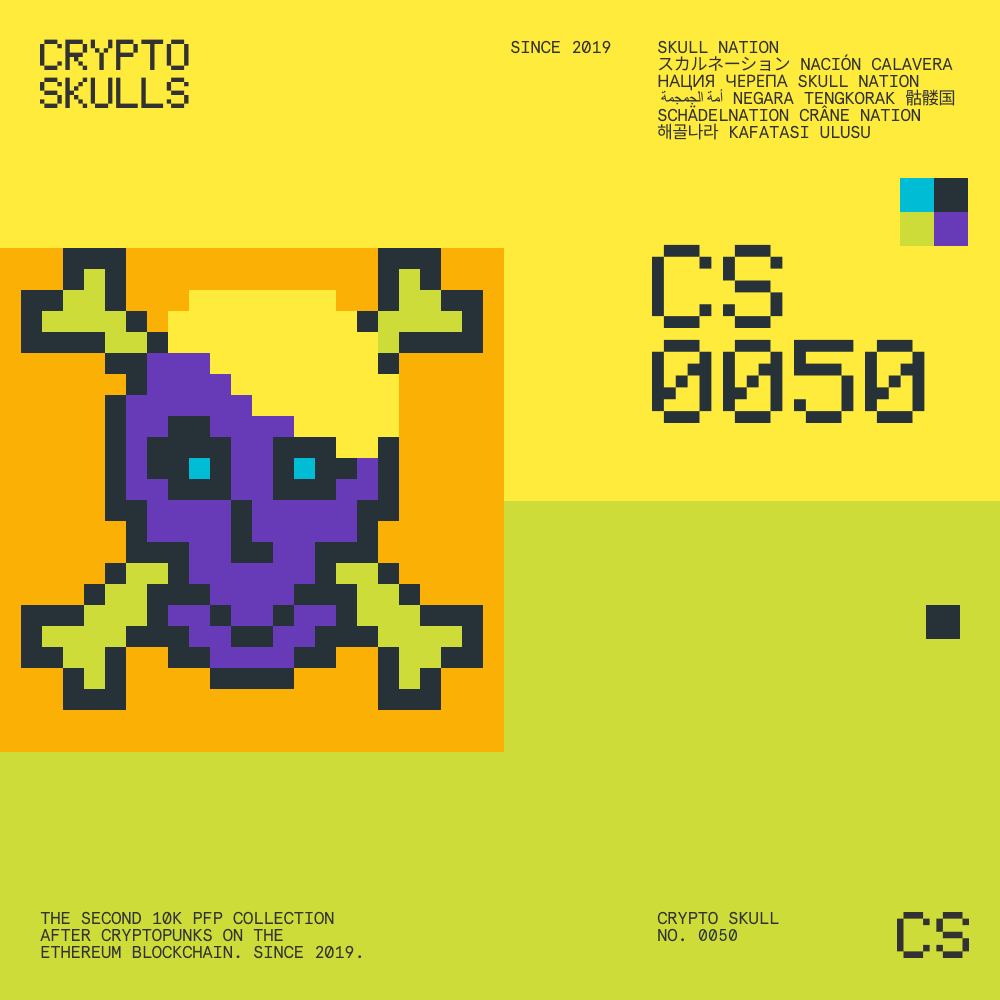 CRYPTO
SKULLS
SINCE 2019
SKULL NATION
スカルネーション NACIÓN CALAVERA
НАЦИЯ ЧЕРЕПА SKULL NATION
أمة الجمجمة NEGARA TENGKORAK 骷髅国
SCHÄDELNATION CRÂNE NATION
해골나라 KAFATASI ULUSU
CS
0050
THE SECOND 10K PFP COLLECTION
AFTER CRYPTOPUNKS ON THE
ETHEREUM BLOCKCHAIN. SINCE 2019.
CRYPTO SKULL
NO. 0050
CS